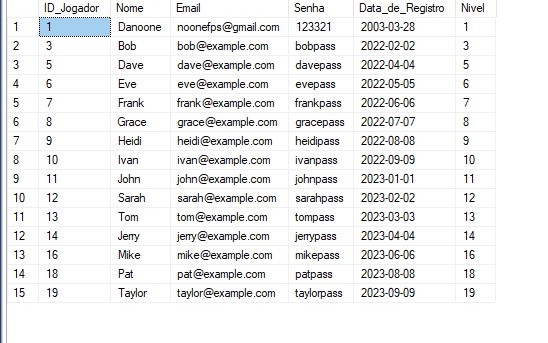 ID_Jogador Nome Email Senha Data_de_Registro Nivel
1 1 Danoone noonefps@gmail.com 123321 2003-03-28 1
2 3 Bob bob@example.com bobpass 2022-02-02 3
3 5 Dave dave@example.com davepass 2022-04-04 5
4 6 Eve eve@example.com evepass 2022-05-05 6
5 7 Frank frank@example.com frankpass 2022-06-06 7
6 8 Grace grace@example.com gracepass 2022-07-07 8
7 9 Heidi heidi@example.com heidipass 2022-08-08 9
8 10 Ivan ivan@example.com ivanpass 2022-09-09 10
9 11 John john@example.com johnpass 2023-01-01 11
10 12 Sarah sarah@example.com sarahpass 2023-02-02 12
11 13 Tom tom@example.com tompass 2023-03-03 13
12 14 Jerry jerry@example.com jerrypass 2023-04-04 14
13 16 Mike mike@example.com mikepass 2023-06-06 16
14 18 Pat pat@example.com patpass 2023-08-08 18
15 19 Taylor taylor@example.com taylorpass 2023-09-09 19